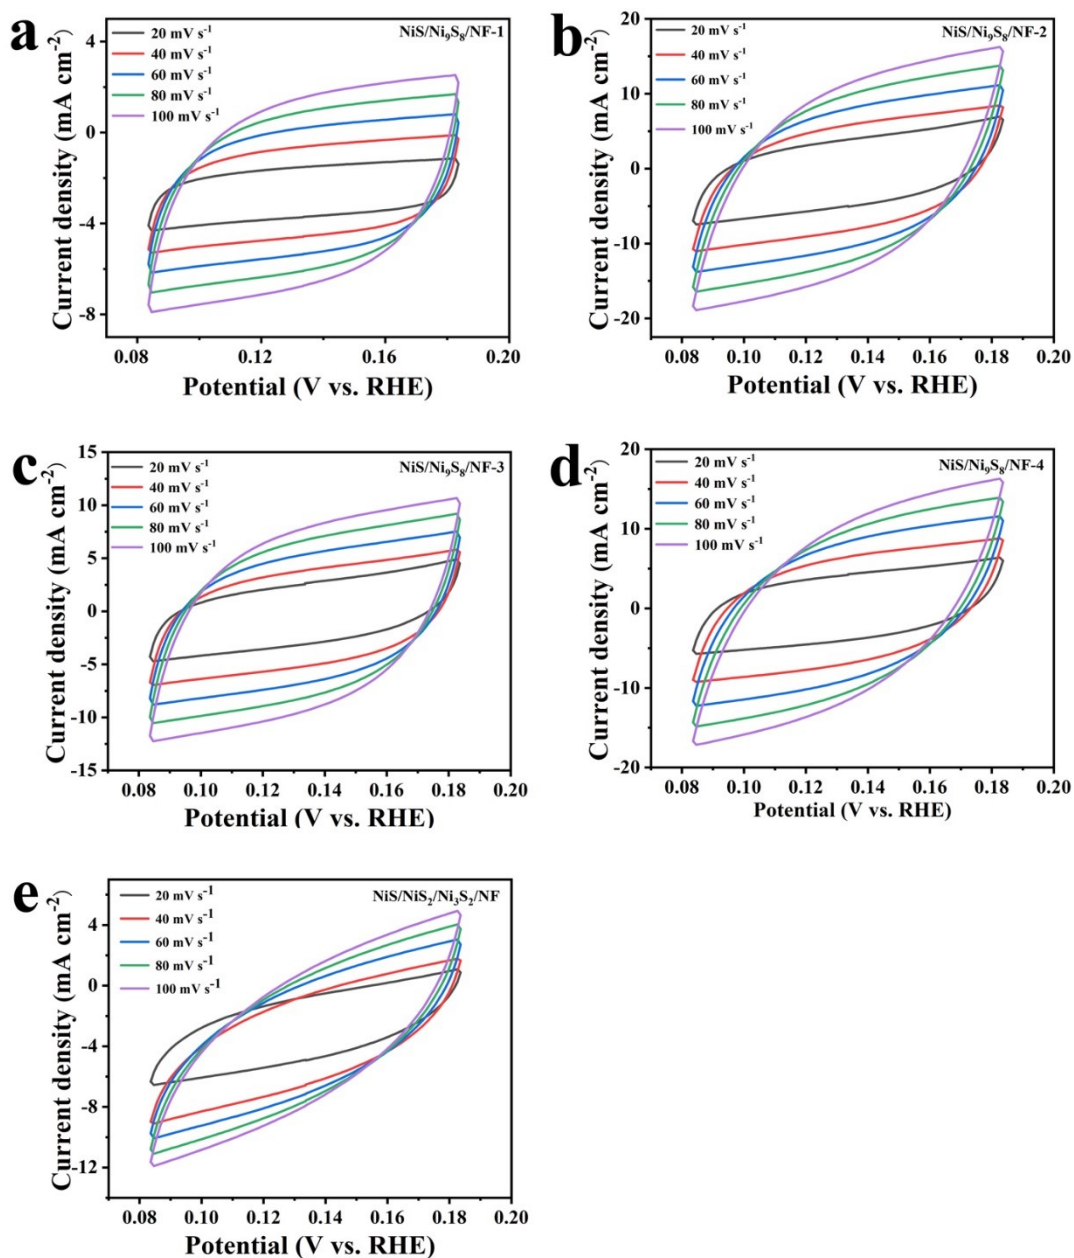 a
NiS/Ni₉S₈/NF-1
20 mV s⁻¹
40 mV s⁻¹
60 mV s⁻¹
80 mV s⁻¹
100 mV s⁻¹
4
0
-4
-8
Current density (mA cm⁻²)
0.08 0.12 0.16 0.20
Potential (V vs. RHE)
b
NiS/Ni₉S₈/NF-2
20 mV s⁻¹
40 mV s⁻¹
60 mV s⁻¹
80 mV s⁻¹
100 mV s⁻¹
20
10
0
-10
-20
Current density (mA cm⁻²)
0.08 0.10 0.12 0.14 0.16 0.18 0.20
Potential (V vs. RHE)
c
NiS/Ni₉S₈/NF-3
20 mV s⁻¹
40 mV s⁻¹
60 mV s⁻¹
80 mV s⁻¹
100 mV s⁻¹
15
10
5
0
-5
-10
-15
Current density (mA cm⁻²)
0.08 0.10 0.12 0.14 0.16 0.18 0.20
Potential (V vs. RHE)
d
NiS/Ni₉S₈/NF-4
20 mV s⁻¹
40 mV s⁻¹
60 mV s⁻¹
80 mV s⁻¹
100 mV s⁻¹
20
10
0
-10
-20
Current density (mA cm⁻²)
0.08 0.10 0.12 0.14 0.16 0.18 0.20
Potential (V vs. RHE)
e
NiS/NiS₂/Ni₃S₂/NF
20 mV s⁻¹
40 mV s⁻¹
60 mV s⁻¹
80 mV s⁻¹
100 mV s⁻¹
4
0
-4
-8
-12
Current density (mA cm⁻²)
0.08 0.10 0.12 0.14 0.16 0.18 0.20
Potential (V vs. RHE)